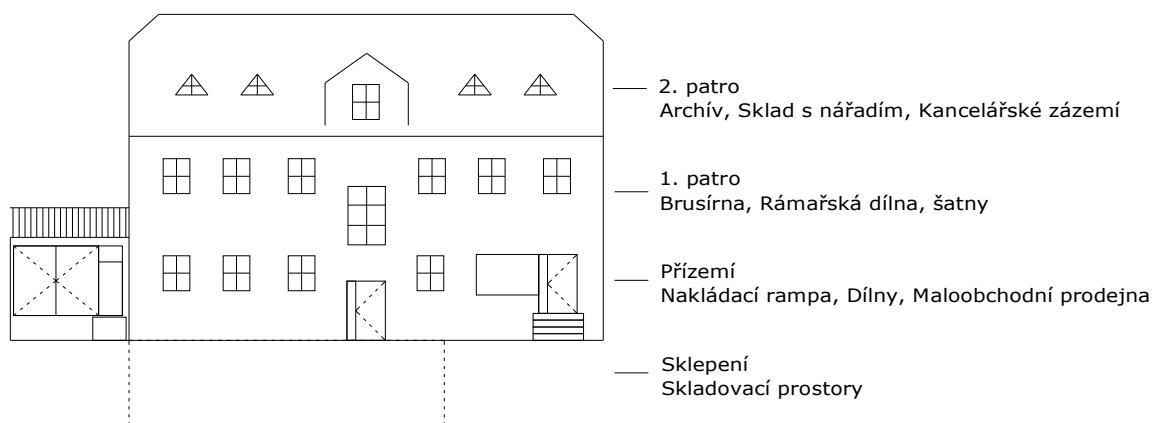 2. patro
Archív, Sklad s nářadím, Kancelářské zázemí
1. patro
Brusírna, Rámařská dílna, šatny
Přízemí
Nakládací rampa, Dílny, Maloobchodní prodejna
Sklepení
Skladovací prostory